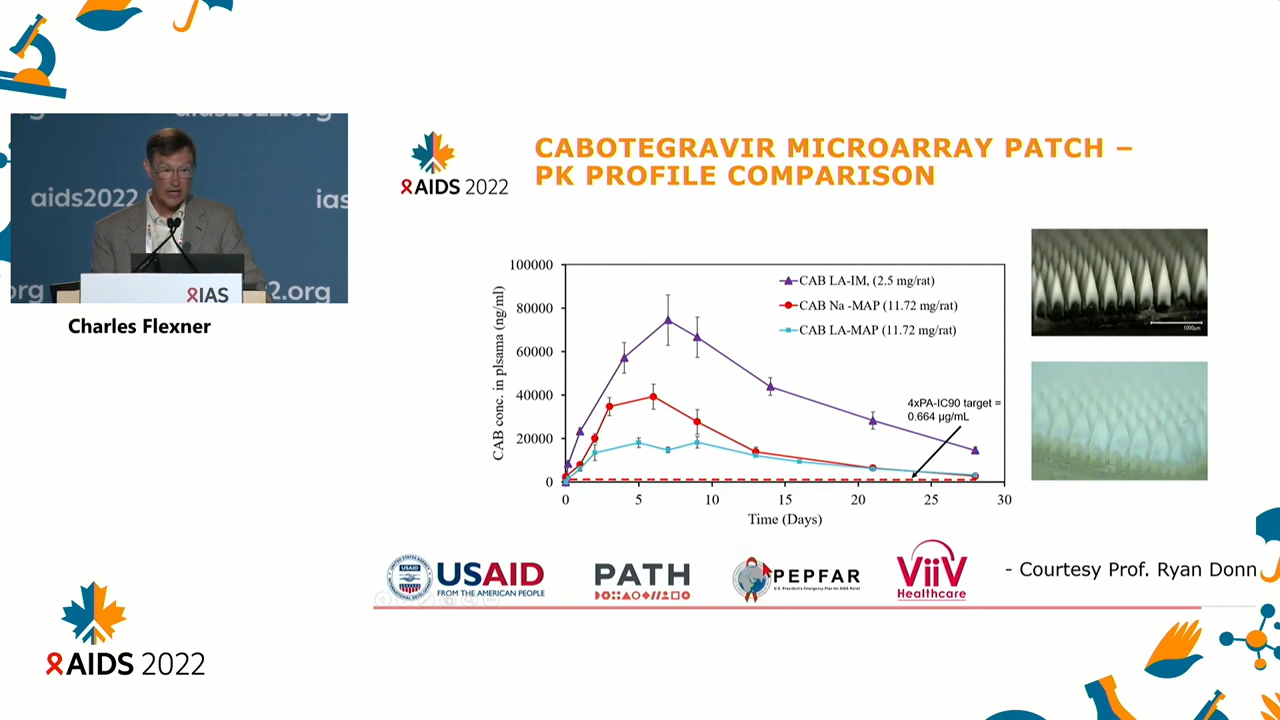 aids2022.org
aids2022
ias
org
2.org
IAS
Charles Flexner
AIDS 2022
CABOTEGRAVIR MICROARRAY PATCH –
PK PROFILE COMPARISON
CAB conc. in plsama (ng/ml)
100000
80000
60000
40000
20000
0
0 5 10 15 20 25 30
Time (Days)
CAB LA-IM, (2.5 mg/rat)
CAB Na -MAP (11.72 mg/rat)
CAB LA-MAP (11.72 mg/rat)
4xPA-IC90 target =
0.664 µg/mL
1000µm
USAID
USAID
FROM THE AMERICAN PEOPLE
PATH
PEPFAR
U.S. President's Emergency Plan for AIDS Relief
ViiV
Healthcare
- Courtesy Prof. Ryan Donn
AIDS 2022